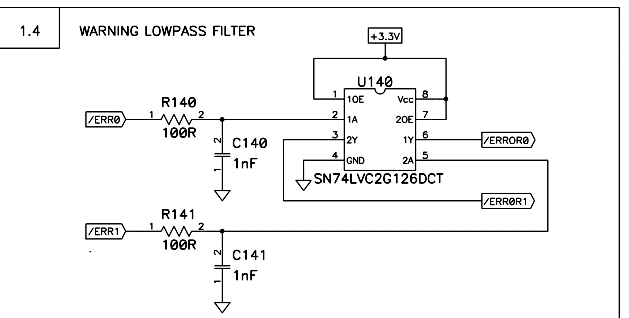 1.4 WARNING LOWPASS FILTER
+3.3V
U140
1 1OE Vcc 8
R140
/ERR0 1 2 2 1A 2OE 7
100R
3 2Y 1Y 6 /ERROR0
2 C140
4 GND 2A 5
1 1nF
SN74LVC2G126DCT
/ERR0R1
R141
/ERR1 1 2
100R
2 C141
1 1nF